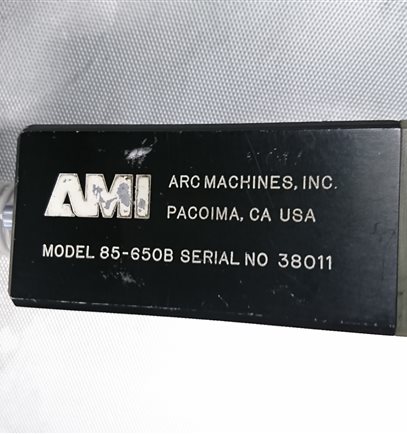 AMI
ARC MACHINES, INC.
PACOIMA, CA USA
MODEL 85-650B SERIAL NO 38011